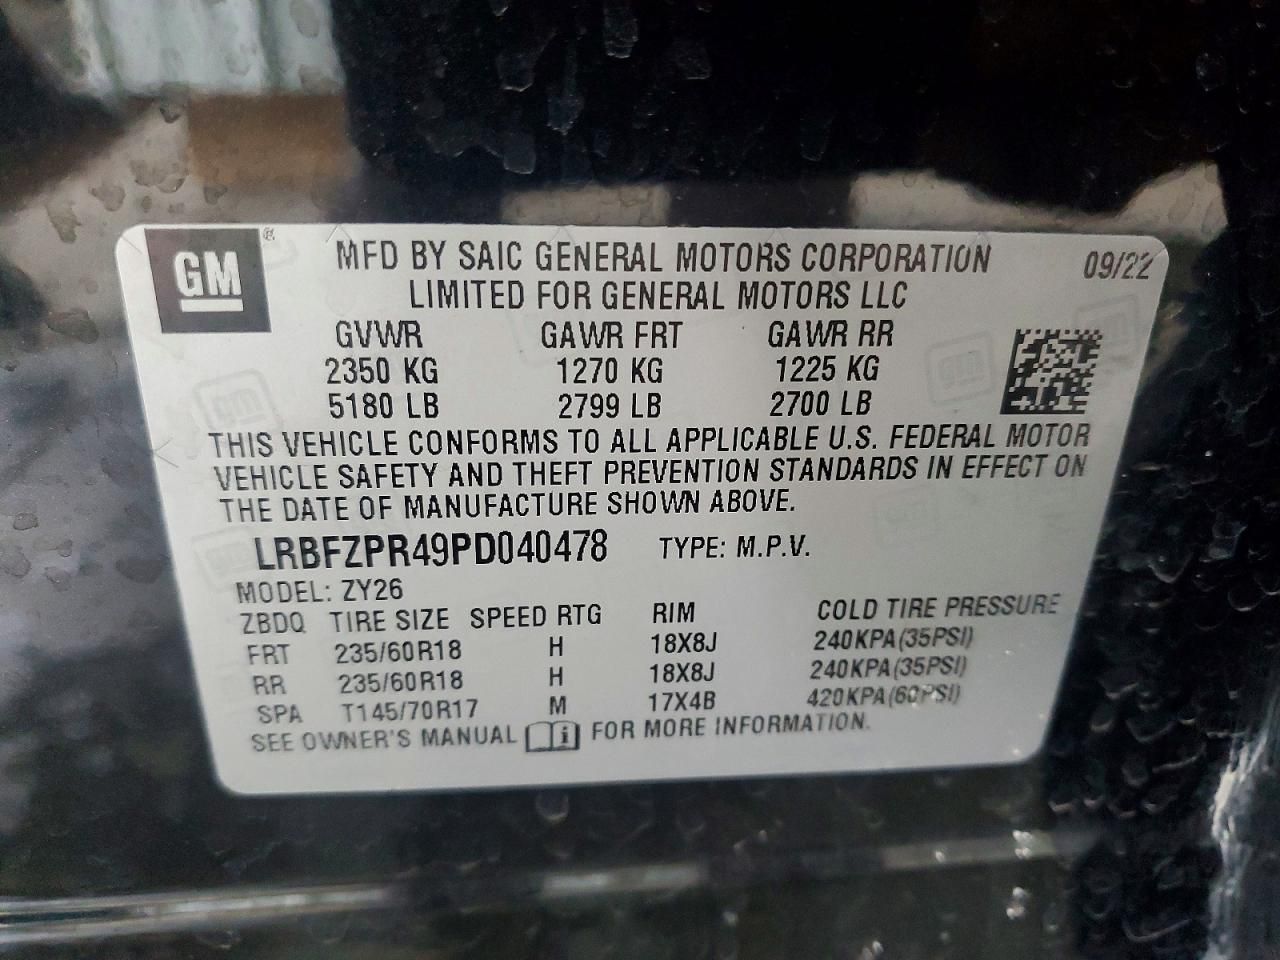 GM ® MFD BY SAIC GENERAL MOTORS CORPORATION 09/22
LIMITED FOR GENERAL MOTORS LLC
GVWR GAWR FRT GAWR RR
2350 KG 1270 KG 1225 KG
5180 LB 2799 LB 2700 LB
THIS VEHICLE CONFORMS TO ALL APPLICABLE U.S. FEDERAL MOTOR
VEHICLE SAFETY AND THEFT PREVENTION STANDARDS IN EFFECT ON
THE DATE OF MANUFACTURE SHOWN ABOVE.
LRBFZPR49PD040478 TYPE: M.P.V.
MODEL: ZY26
ZBDQ TIRE SIZE SPEED RTG RIM COLD TIRE PRESSURE
FRT 235/60R18 H 18X8J 240KPA(35PSI)
RR 235/60R18 H 18X8J 240KPA(35PSI)
SPA T145/70R17 M 17X4B 420KPA(60PSI)
SEE OWNER'S MANUAL i FOR MORE INFORMATION.